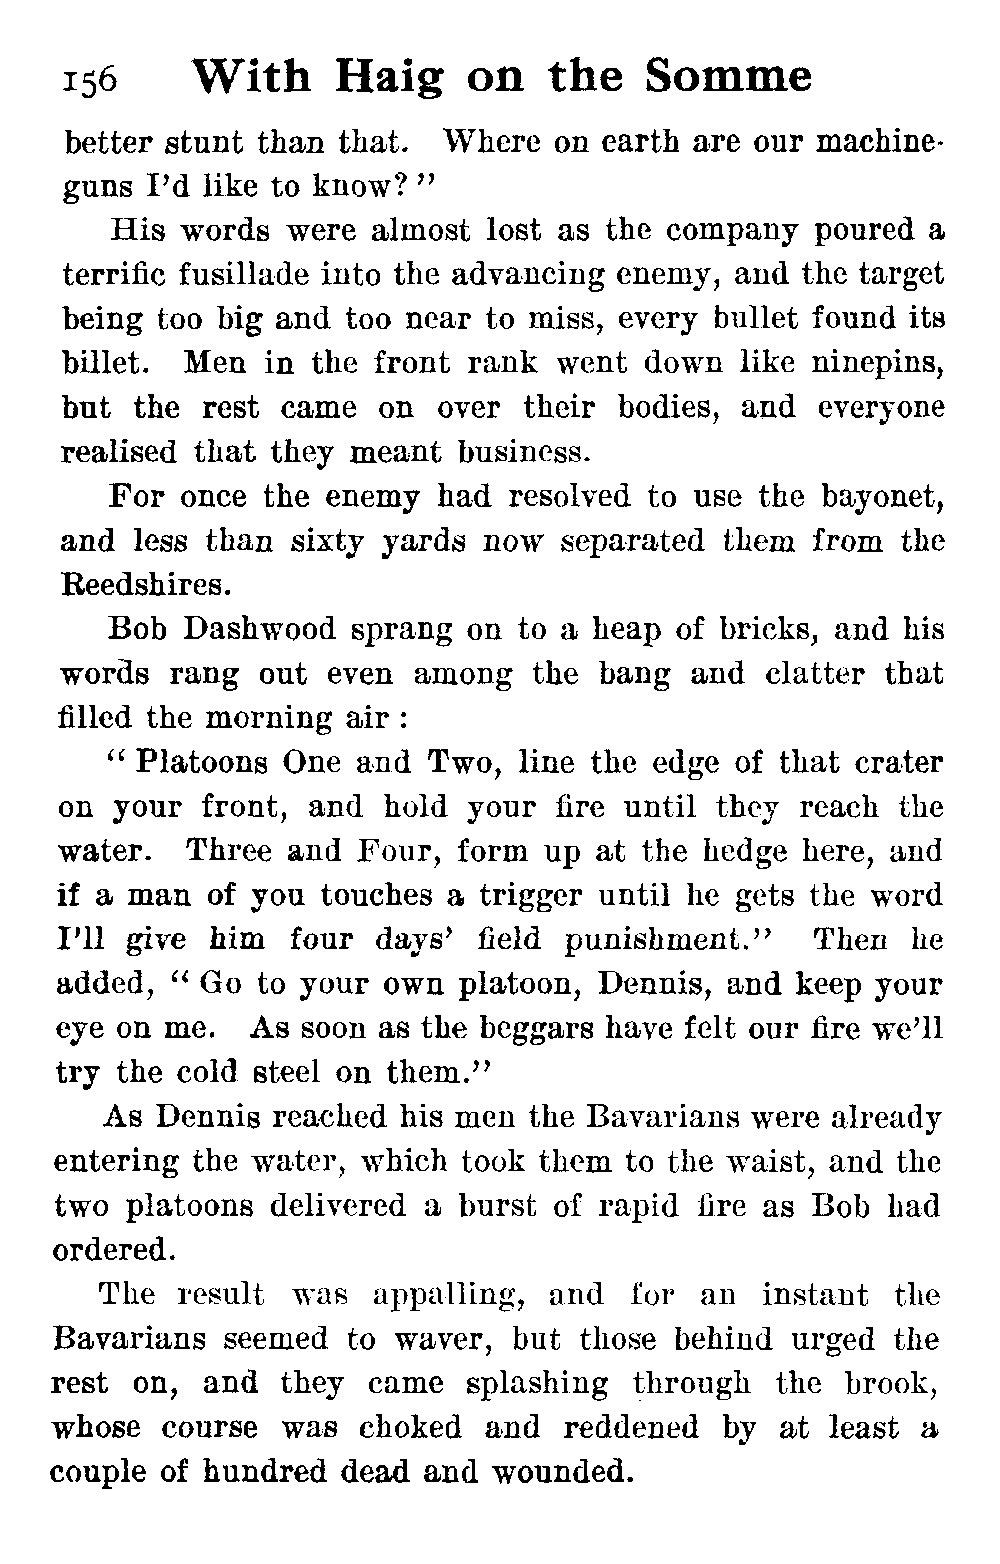 156 With Haig on the Somme
better stunt than that. Where on earth are our machine-
guns I'd like to know?"
His words were almost lost as the company poured a
terrific fusillade into the advancing enemy, and the target
being too big and too near to miss, every bullet found its
billet. Men in the front rank went down like ninepins,
but the rest came on over their bodies, and everyone
realised that they meant business.
For once the enemy had resolved to use the bayonet,
and less than sixty yards now separated them from the
Reedshires.
Bob Dashwood sprang on to a heap of bricks, and his
words rang out even among the bang and clatter that
filled the morning air :
"Platoons One and Two, line the edge of that crater
on your front, and hold your fire until they reach the
water. Three and Four, form up at the hedge here, and
if a man of you touches a trigger until he gets the word
I'll give him four days' field punishment." Then he
added, "Go to your own platoon, Dennis, and keep your
eye on me. As soon as the beggars have felt our fire we'll
try the cold steel on them."
As Dennis reached his men the Bavarians were already
entering the water, which took them to the waist, and the
two platoons delivered a burst of rapid fire as Bob had
ordered.
The result was appalling, and for an instant the
Bavarians seemed to waver, but those behind urged the
rest on, and they came splashing through the brook,
whose course was choked and reddened by at least a
couple of hundred dead and wounded.